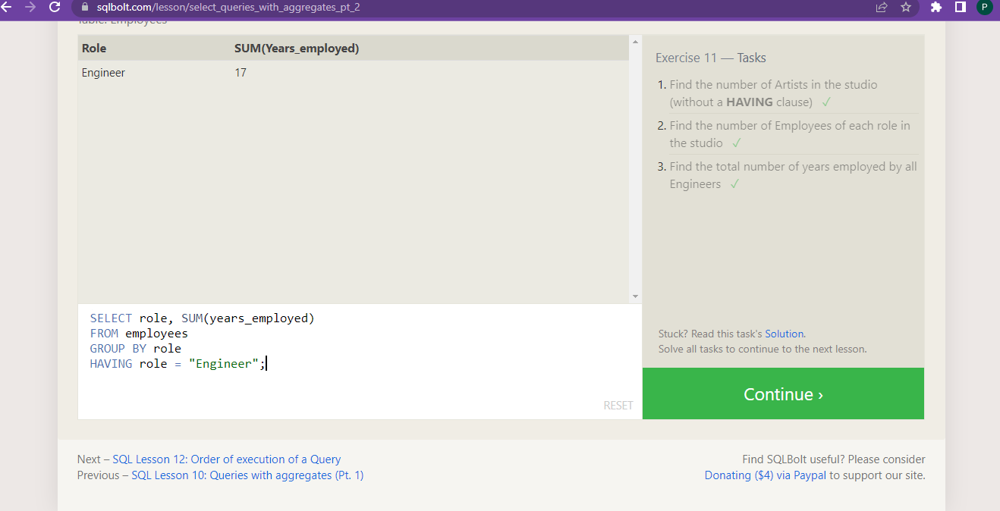 sqlbolt.com/lesson/select_queries_with_aggregates_pt_2
P
Table: Employees
Role SUM(Years_employed)
Engineer 17
Exercise 11 — Tasks
1. Find the number of Artists in the studio
(without a HAVING clause) ✓
2. Find the number of Employees of each role in
the studio ✓
3. Find the total number of years employed by all
Engineers ✓
SELECT role, SUM(years_employed)
FROM employees
GROUP BY role
HAVING role = "Engineer";
RESET
Stuck? Read this task's Solution.
Solve all tasks to continue to the next lesson.
Continue ›
Next – SQL Lesson 12: Order of execution of a Query
Previous – SQL Lesson 10: Queries with aggregates (Pt. 1)
Find SQLBolt useful? Please consider
Donating ($4) via Paypal to support our site.